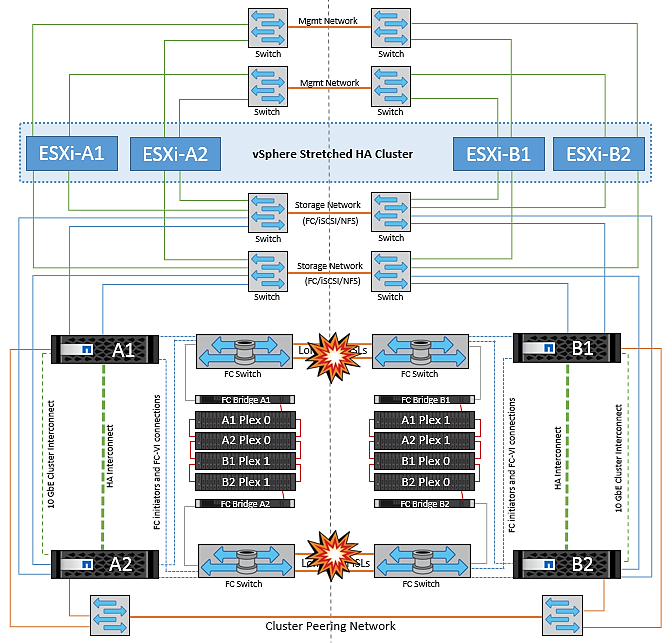 Mgmt Network
Switch
Switch
Mgmt Network
Switch
Switch
ESXi-A1
ESXi-A2
vSphere Stretched HA Cluster
ESXi-B1
ESXi-B2
Storage Network
(FC/iSCSI/NFS)
Switch
Switch
Storage Network
(FC/iSCSI/NFS)
Switch
Switch
A1
B1
FC Switch
FC Switch
FC Bridge A1
FC Bridge B1
A1 Plex 0
A1 Plex 1
A2 Plex 0
A2 Plex 1
B1 Plex 1
B1 Plex 0
B2 Plex 1
B2 Plex 0
FC Bridge A2
FC Bridge B2
10 GbE Cluster Interconnect
HA Interconnect
FC initiators and FC-VI connections
FC initiators and FC-VI connections
HA Interconnect
10 GbE Cluster Interconnect
A2
B2
FC Switch
FC Switch
Cluster Peering Network